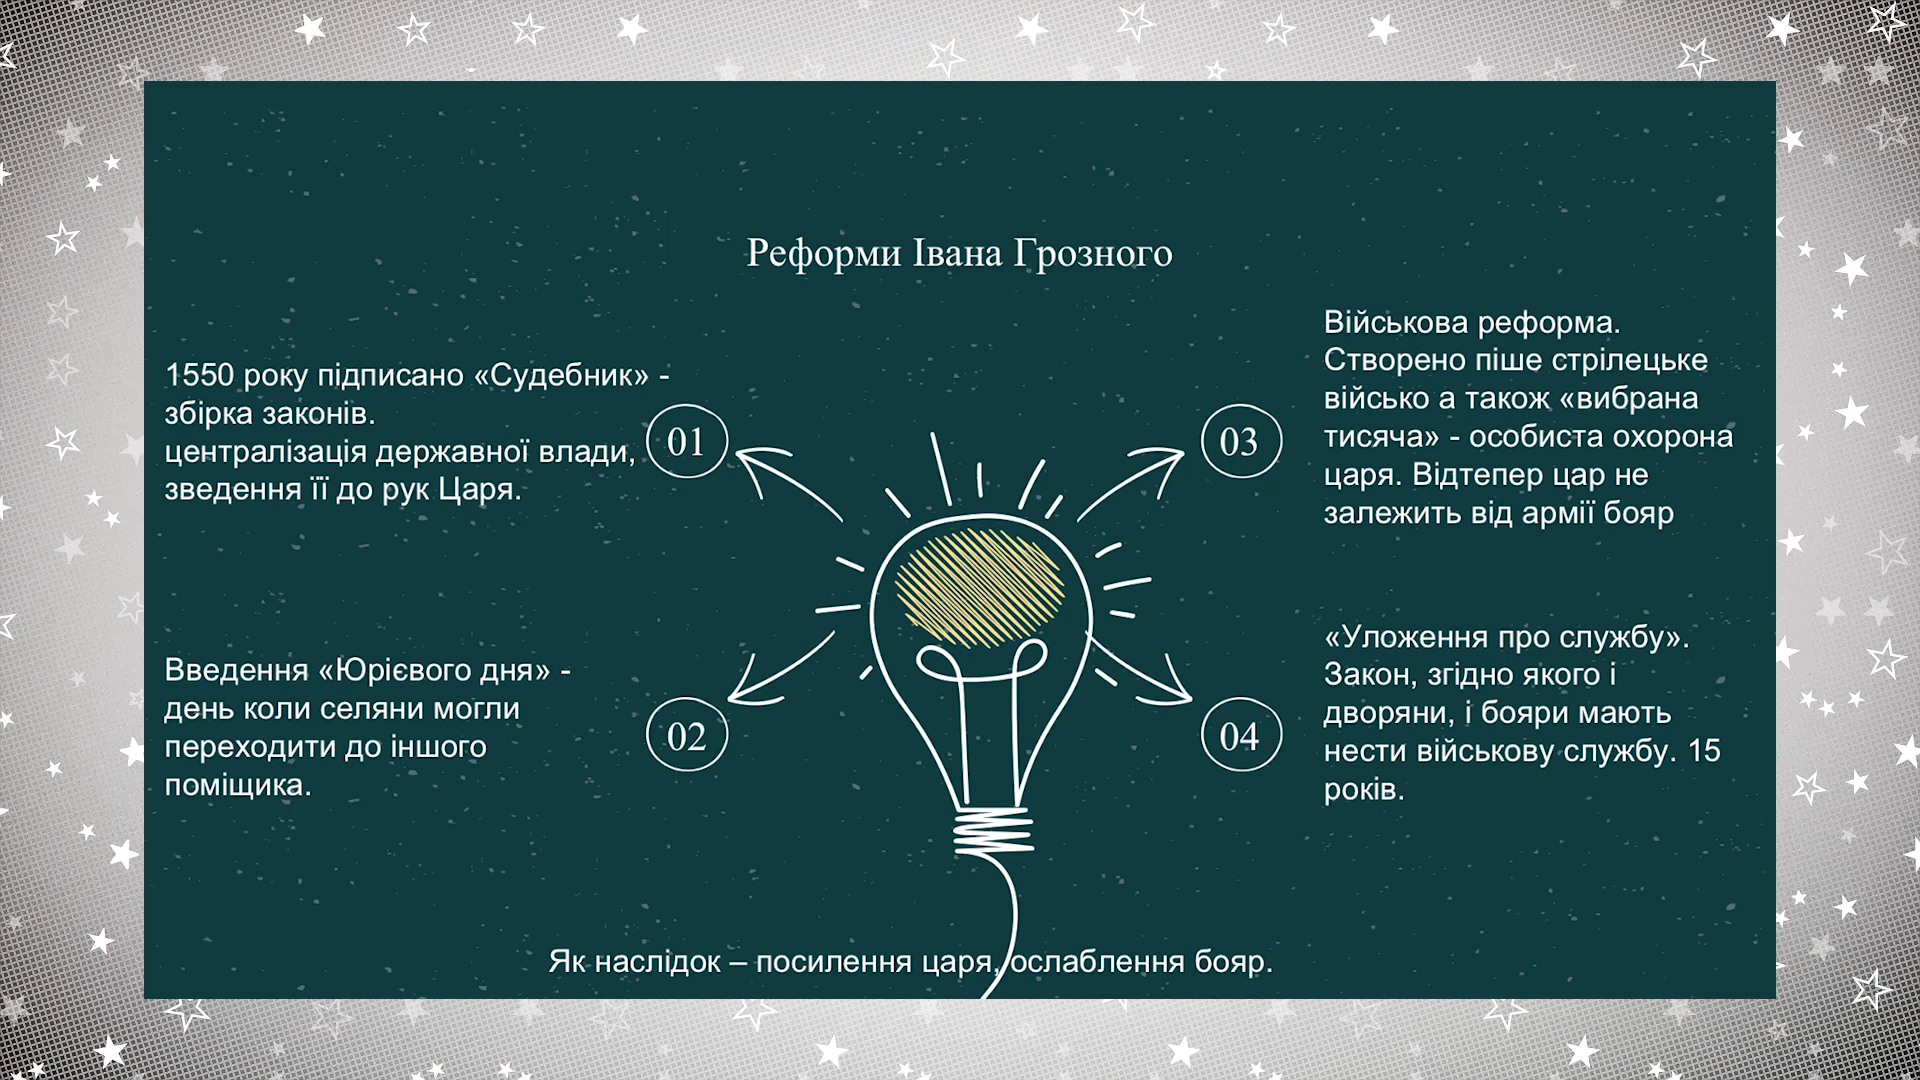 Реформи Івана Грозного
1550 року підписано «Судебник» -
збірка законів.
централізація державної влади,
зведення її до рук Царя.
01
Введення «Юрієвого дня» -
день коли селяни могли
переходити до іншого
поміщика.
02
03
Військова реформа.
Створено піше стрілецьке
військо а також «вибрана
тисяча» - особиста охорона
царя. Відтепер цар не
залежить від армії бояр
04
«Уложення про службу».
Закон, згідно якого і
дворяни, і бояри мають
нести військову службу. 15
років.
Як наслідок – посилення царя, ослаблення бояр.